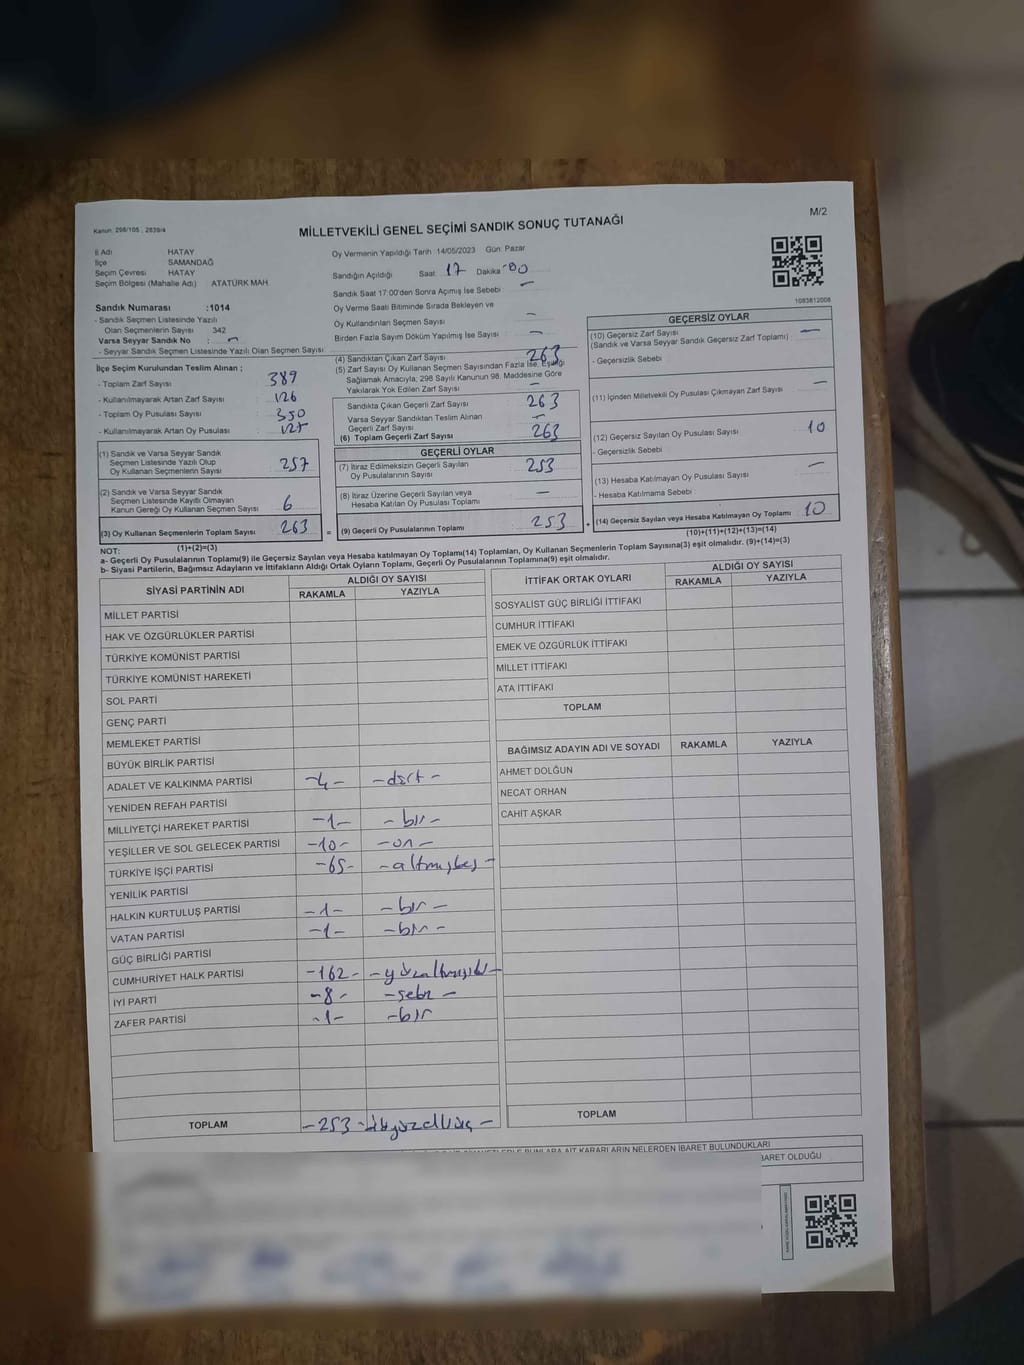 Kanun: 298/105 , 2839/4
M/2
MİLLETVEKİLİ GENEL SEÇİMİ SANDIK SONUÇ TUTANAĞI
İl Adı HATAY
İlçe SAMANDAĞ
Seçim Çevresi HATAY
Seçim Bölgesi (Mahalle Adı) ATATÜRK MAH.
Sandık Numarası :1014
- Sandık Seçmen Listesinde Yazılı
Olan Seçmenlerin Sayısı 342
Varsa Seyyar Sandık No : -
- Seyyar Sandık Seçmen Listesinde Yazılı Olan Seçmen Sayısı
Oy Vermenin Yapıldığı Tarih :14/05/2023 Gün: Pazar
Sandığın Açıldığı Saat: 17 Dakika: 00
Sandık Saat 17:00'den Sonra Açılmış İse Sebebi : -
Oy Verme Saati Bitiminde Sırada Bekleyen ve
Oy Kullandırılan Seçmen Sayısı -
Birden Fazla Sayım Döküm Yapılmış İse Sayısı -
1083812008
İlçe Seçim Kurulundan Teslim Alınan ;
- Toplam Zarf Sayısı 389
- Kullanılmayarak Artan Zarf Sayısı 126
- Toplam Oy Pusulası Sayısı 350
- Kullanılmayarak Artan Oy Pusulası 127
(1) Sandık ve Varsa Seyyar Sandık
Seçmen Listesinde Yazılı Olup
Oy Kullanan Seçmenlerin Sayısı 257
(2) Sandık ve Varsa Seyyar Sandık
Seçmen Listesinde Kayıtlı Olmayan
Kanun Gereği Oy Kullanan Seçmen Sayısı 6
(3) Oy Kullanan Seçmenlerin Toplam Sayısı 263
(1)+(2)=(3)
(4) Sandıktan Çıkan Zarf Sayısı 263
(5) Zarf Sayısı Oy Kullanan Seçmen Sayısından Fazla İse, Eşitliği
Sağlamak Amacıyla, 298 Sayılı Kanunun 98. Maddesine Göre
Yakılarak Yok Edilen Zarf Sayısı -
Sandıkta Çıkan Geçerli Zarf Sayısı 263
Varsa Seyyar Sandıktan Teslim Alınan
Geçerli Zarf Sayısı -
(6) Toplam Geçerli Zarf Sayısı 263
GEÇERLİ OYLAR
(7) İtiraz Edilmeksizin Geçerli Sayılan
Oy Pusulalarının Sayısı 253
(8) İtiraz Üzerine Geçerli Sayılan veya
Hesaba Katılan Oy Pusulası Toplamı -
= (9) Geçerli Oy Pusulalarının Toplamı 253
GEÇERSİZ OYLAR
(10) Geçersiz Zarf Sayısı -
(Sandık ve Varsa Seyyar Sandık Geçersiz Zarf Toplamı)
- Geçersizlik Sebebi
(11) İçinden Milletvekili Oy Pusulası Çıkmayan Zarf Sayısı -
(12) Geçersiz Sayılan Oy Pusulası Sayısı 10
- Geçersizlik Sebebi
(13) Hesaba Katılmayan Oy Pusulası Sayısı -
- Hesaba Katılmama Sebebi
+ (14) Geçersiz Sayılan veya Hesaba Katılmayan Oy Toplamı 10
(10)+(11)+(12)+(13)=(14)
NOT:
a- Geçerli Oy Pusulalarının Toplamı(9) ile Geçersiz Sayılan veya Hesaba katılmayan Oy Toplamı(14) Toplamları, Oy Kullanan Seçmenlerin Toplam Sayısına(3) eşit olmalıdır. (9)+(14)=(3)
b- Siyasi Partilerin, Bağımsız Adayların ve İttifakların Aldığı Ortak Oyların Toplamı, Geçerli Oy Pusulalarının Toplamına(9) eşit olmalıdır.
SİYASİ PARTİNİN ADI ALDIĞI OY SAYISI
RAKAMLA YAZIYLA
MİLLET PARTİSİ
HAK VE ÖZGÜRLÜKLER PARTİSİ
TÜRKİYE KOMÜNİST PARTİSİ
TÜRKİYE KOMÜNİST HAREKETİ
SOL PARTİ
GENÇ PARTİ
MEMLEKET PARTİSİ
BÜYÜK BİRLİK PARTİSİ
ADALET VE KALKINMA PARTİSİ -4- -dört-
YENİDEN REFAH PARTİSİ
MİLLİYETÇİ HAREKET PARTİSİ -1- -bir-
YEŞİLLER VE SOL GELECEK PARTİSİ -10- -on-
TÜRKİYE İŞÇİ PARTİSİ -65- -altmışbeş-
YENİLİK PARTİSİ
HALKIN KURTULUŞ PARTİSİ -1- -bir-
VATAN PARTİSİ -1- -bir-
GÜÇ BİRLİĞİ PARTİSİ
CUMHURİYET HALK PARTİSİ -162- -yüzaltmışiki-
İYİ PARTİ -8- -sekiz-
ZAFER PARTİSİ -1- -bir
TOPLAM -253- ikiyüzelliüç-
İTTİFAK ORTAK OYLARI ALDIĞI OY SAYISI
RAKAMLA YAZIYLA
SOSYALİST GÜÇ BİRLİĞİ İTTİFAKI
CUMHUR İTTİFAKI
EMEK VE ÖZGÜRLÜK İTTİFAKI
MİLLET İTTİFAKI
ATA İTTİFAKI
TOPLAM
BAĞIMSIZ ADAYIN ADI VE SOYADI RAKAMLA YAZIYLA
AHMET DOLĞUN
NECAT ORHAN
CAHİT AŞKAR
TOPLAM
BUNLARA AİT KARARLARIN NELERDEN İBARET BULUNDUKLARI
İBARET OLDUĞU